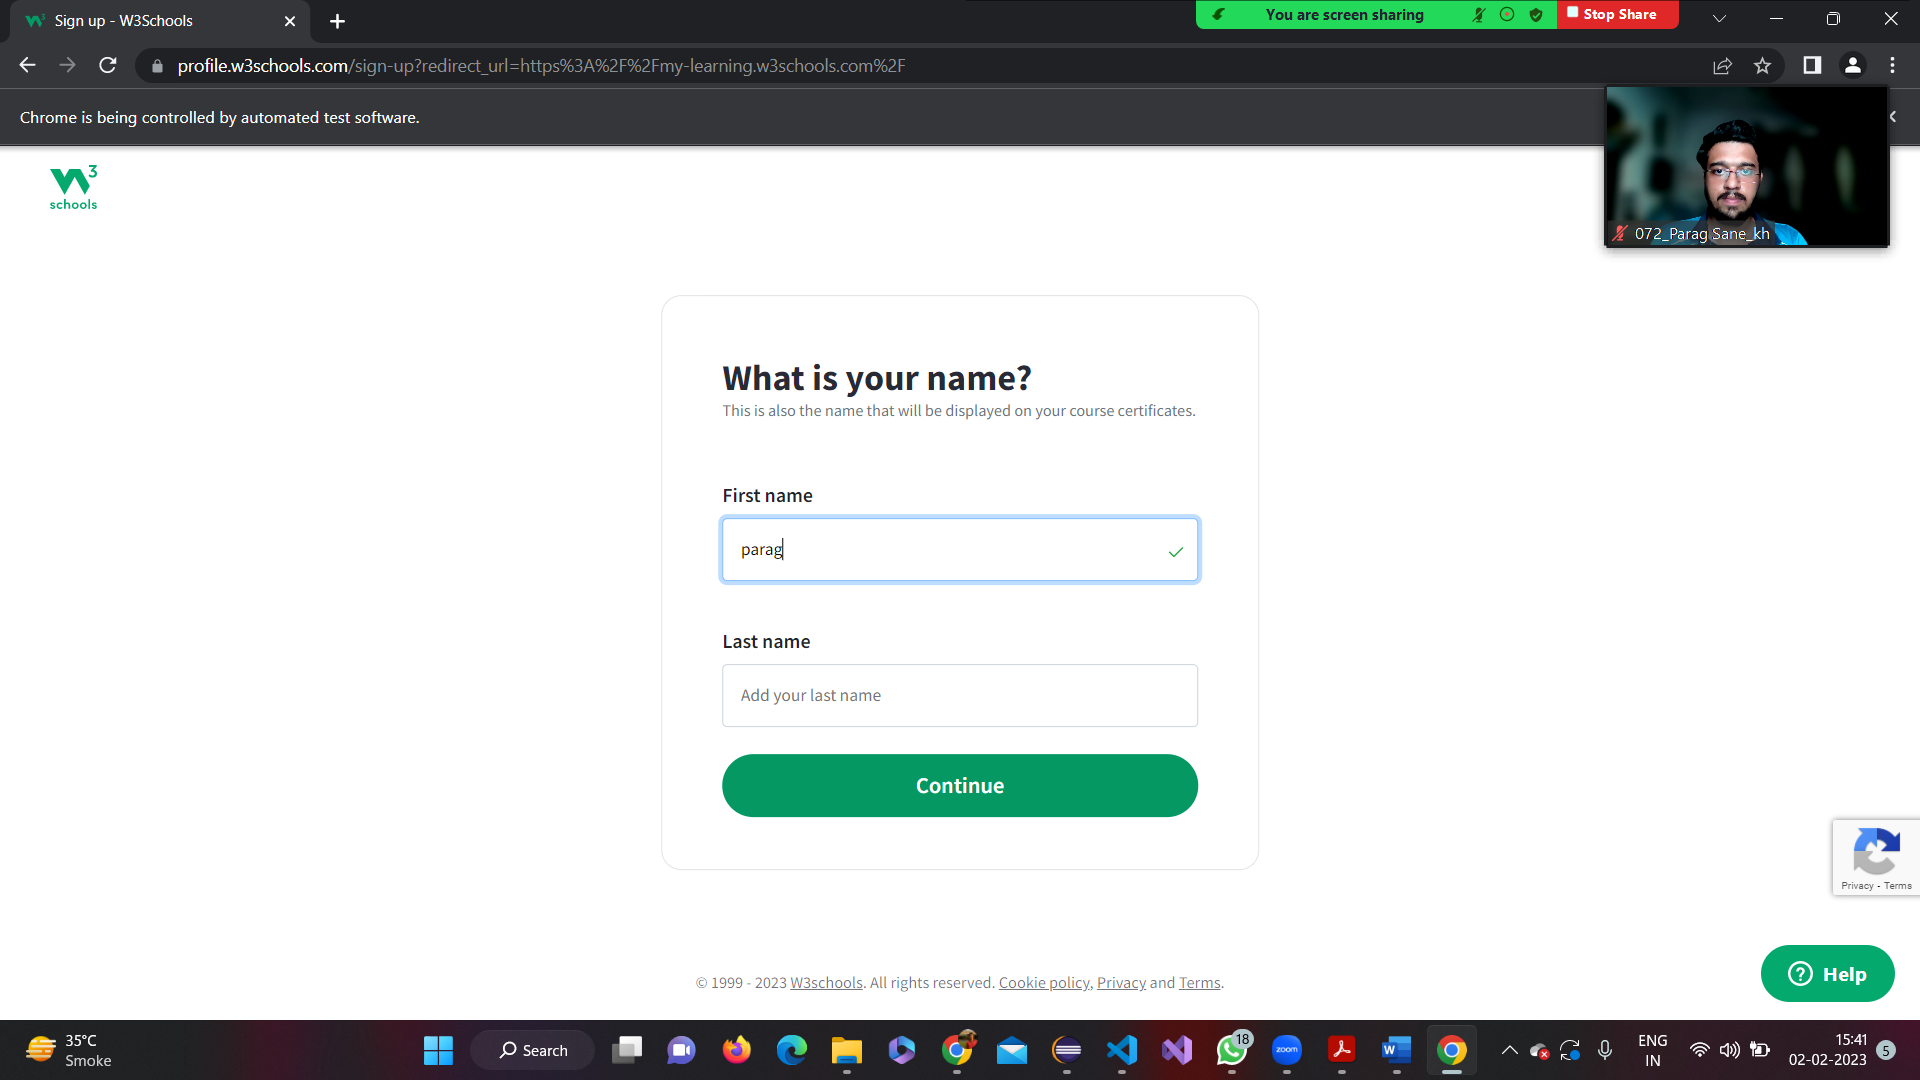 Sign up - W3Schools
You are screen sharing
Stop Share
profile.w3schools.com/sign-up?redirect_url=https%3A%2F%2Fmy-learning.w3schools.com%2F
Chrome is being controlled by automated test software.
W3
schools
072_Parag Sane_kh
What is your name?
This is also the name that will be displayed on your course certificates.
First name
parag
Last name
Add your last name
Continue
Privacy - Terms
© 1999 - 2023 W3schools. All rights reserved. Cookie policy, Privacy and Terms.
Help
35°C
Smoke
Search
18
zoom
ENG
IN
15:41
02-02-2023
5